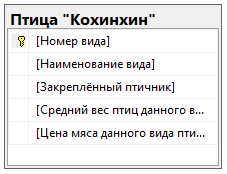 Птица "Кохинхин"
[Номер вида]
[Наименование вида]
[Закреплённый птичник]
[Средний вес птиц данного в...
[Цена мяса данного вида пти...